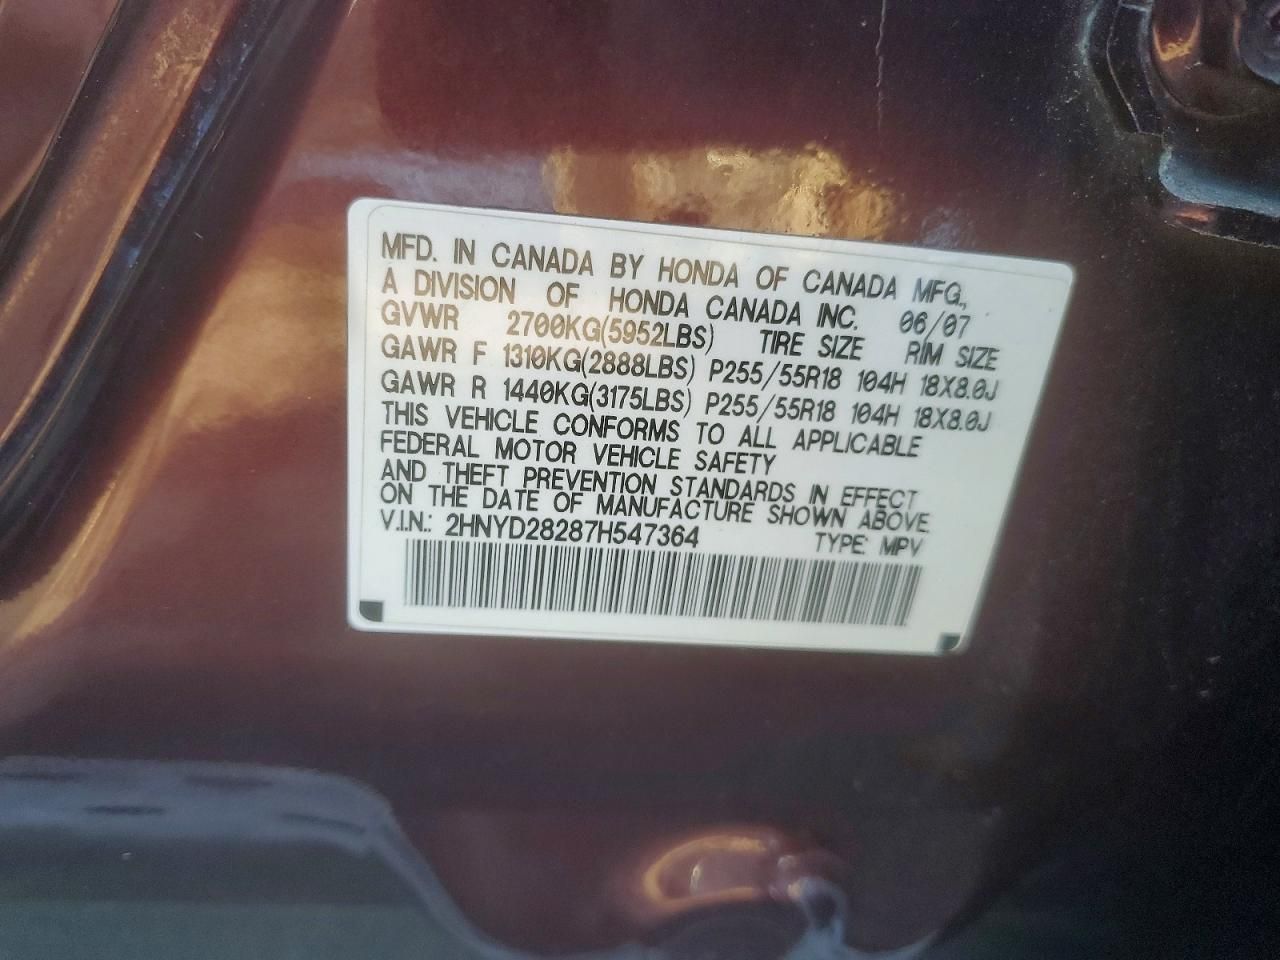 MFD. IN CANADA BY HONDA OF CANADA MFG.,
A DIVISION OF HONDA CANADA INC. 06/07
GVWR 2700KG(5952LBS) TIRE SIZE RIM SIZE
GAWR F 1310KG(2888LBS) P255/55R18 104H 18X8.0J
GAWR R 1440KG(3175LBS) P255/55R18 104H 18X8.0J
THIS VEHICLE CONFORMS TO ALL APPLICABLE
FEDERAL MOTOR VEHICLE SAFETY
AND THEFT PREVENTION STANDARDS IN EFFECT
ON THE DATE OF MANUFACTURE SHOWN ABOVE
V.I.N.: 2HNYD28287H547364 TYPE: MPV